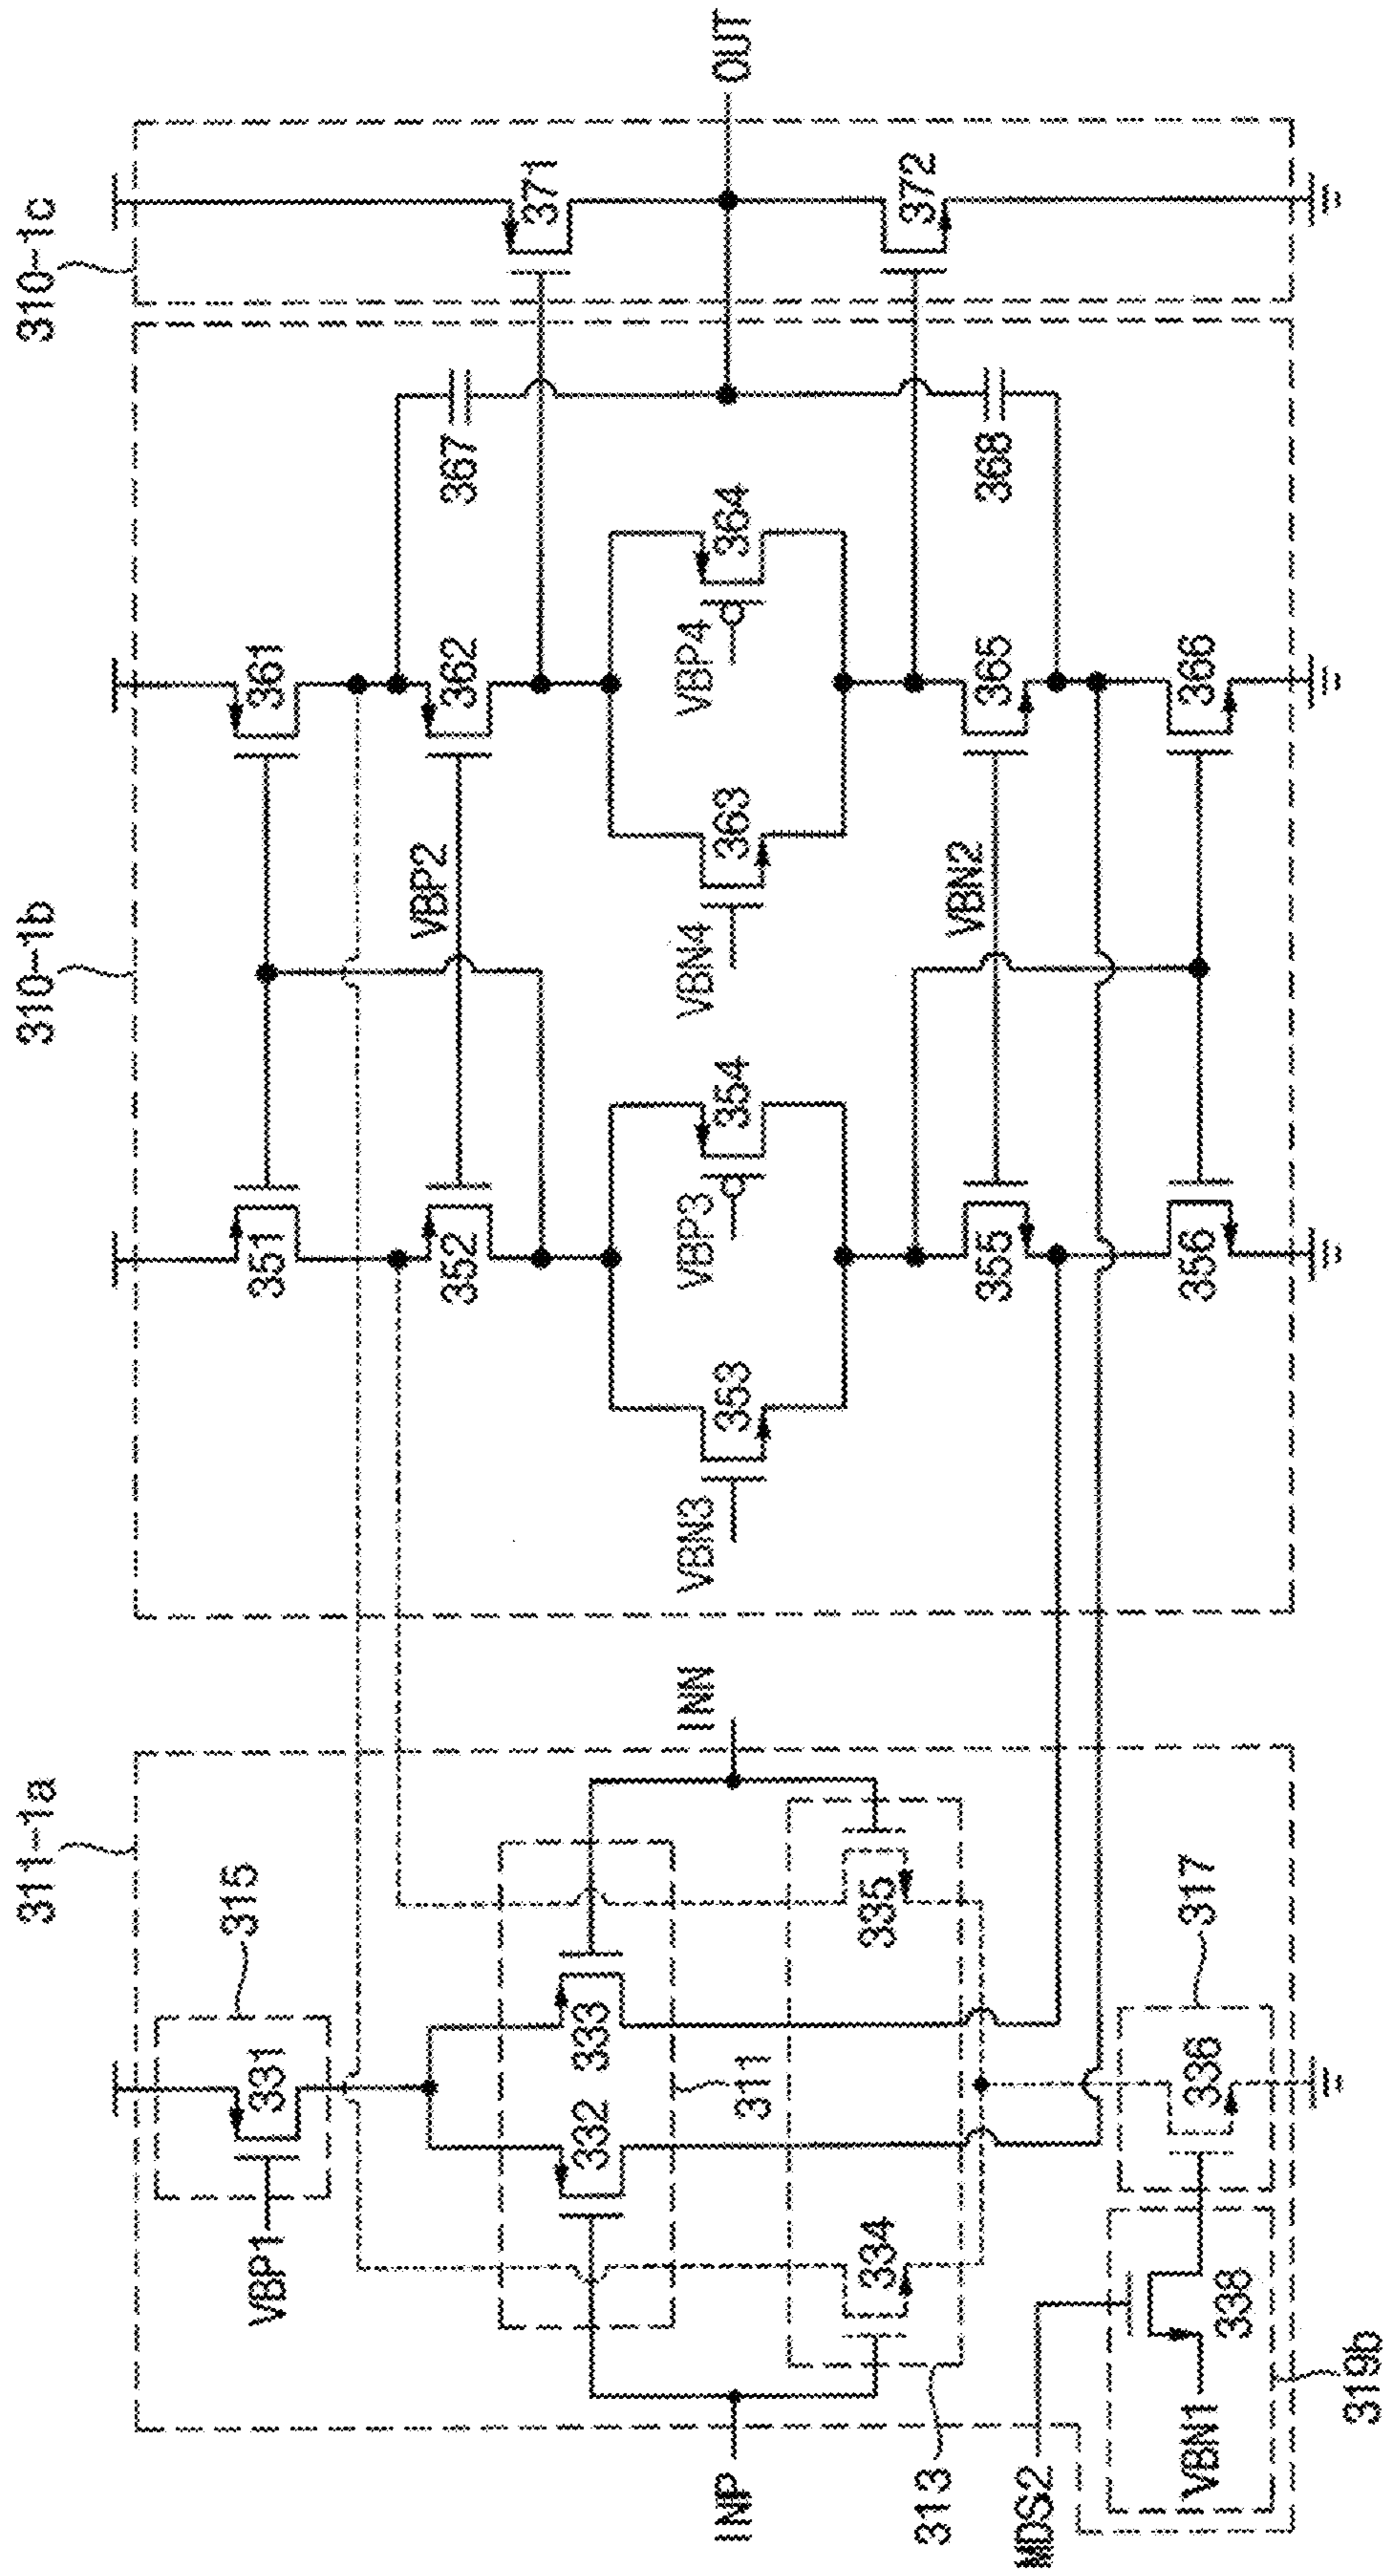 311-1a
310-1b
310-1c
315
331
VBP1
351
361
352
VBP2
362
367
371
INP
332
333
311
INN
VBN3
353
VBP3
354
VBN4
363
VBP4
364
OUT
313
334
335
355
VBN2
365
368
372
MDS2
VBN1
338
336
317
356
366
319b